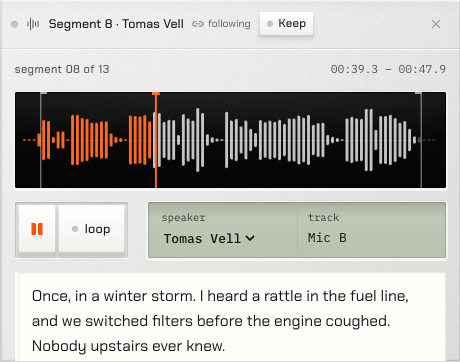 Segment 8 · Tomas Vell following Keep
segment 08 of 13 00:39.3 – 00:47.9
loop
speaker track
Tomas Vell Mic B
Once, in a winter storm. I heard a rattle in the fuel line,
and we switched filters before the engine coughed.
Nobody upstairs ever knew.